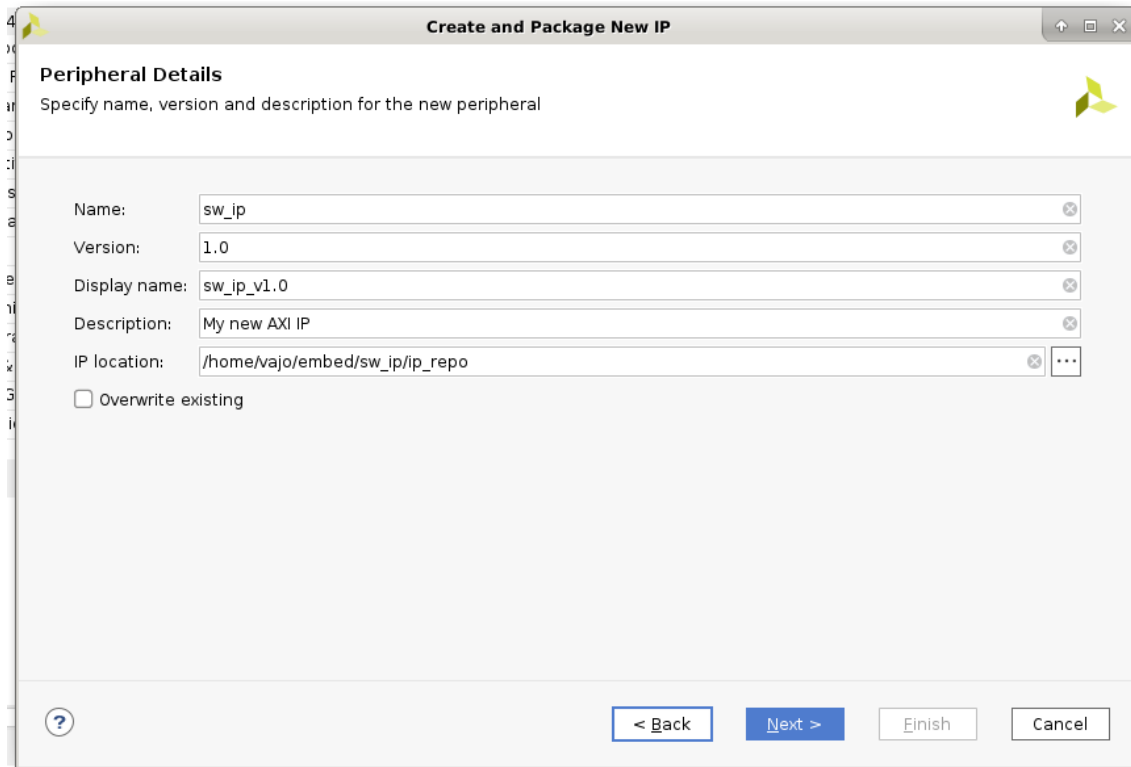 Create and Package New IP
Peripheral Details
Specify name, version and description for the new peripheral
Name: sw_ip
Version: 1.0
Display name: sw_ip_v1.0
Description: My new AXI IP
IP location: /home/vajo/embed/sw_ip/ip_repo ...
Overwrite existing
? < Back Next > Finish Cancel